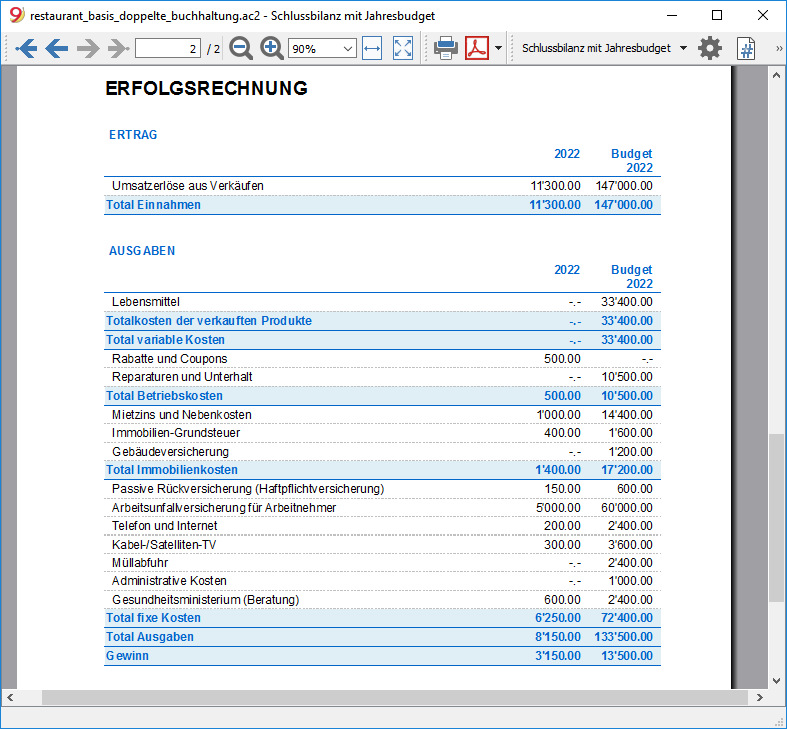 restaurant_basis_doppelte_buchhaltung.ac2 - Schlussbilanz mit Jahresbudget
2 / 2 90% Schlussbilanz mit Jahresbudget # »
ERFOLGSRECHNUNG
ERTRAG
2022 Budget
2022
Umsatzerlöse aus Verkäufen 11'300.00 147'000.00
Total Einnahmen 11'300.00 147'000.00
AUSGABEN
2022 Budget
2022
Lebensmittel -.- 33'400.00
Totalkosten der verkauften Produkte -.- 33'400.00
Total variable Kosten -.- 33'400.00
Rabatte und Coupons 500.00 -.-
Reparaturen und Unterhalt -.- 10'500.00
Total Betriebskosten 500.00 10'500.00
Mietzins und Nebenkosten 1'000.00 14'400.00
Immobilien-Grundsteuer 400.00 1'600.00
Gebäudeversicherung -.- 1'200.00
Total Immobilienkosten 1'400.00 17'200.00
Passive Rückversicherung (Haftpflichtversicherung) 150.00 600.00
Arbeitsunfallversicherung für Arbeitnehmer 5'000.00 60'000.00
Telefon und Internet 200.00 2'400.00
Kabel-/Satelliten-TV 300.00 3'600.00
Müllabfuhr -.- 2'400.00
Administrative Kosten -.- 1'000.00
Gesundheitsministerium (Beratung) 600.00 2'400.00
Total fixe Kosten 6'250.00 72'400.00
Total Ausgaben 8'150.00 133'500.00
Gewinn 3'150.00 13'500.00